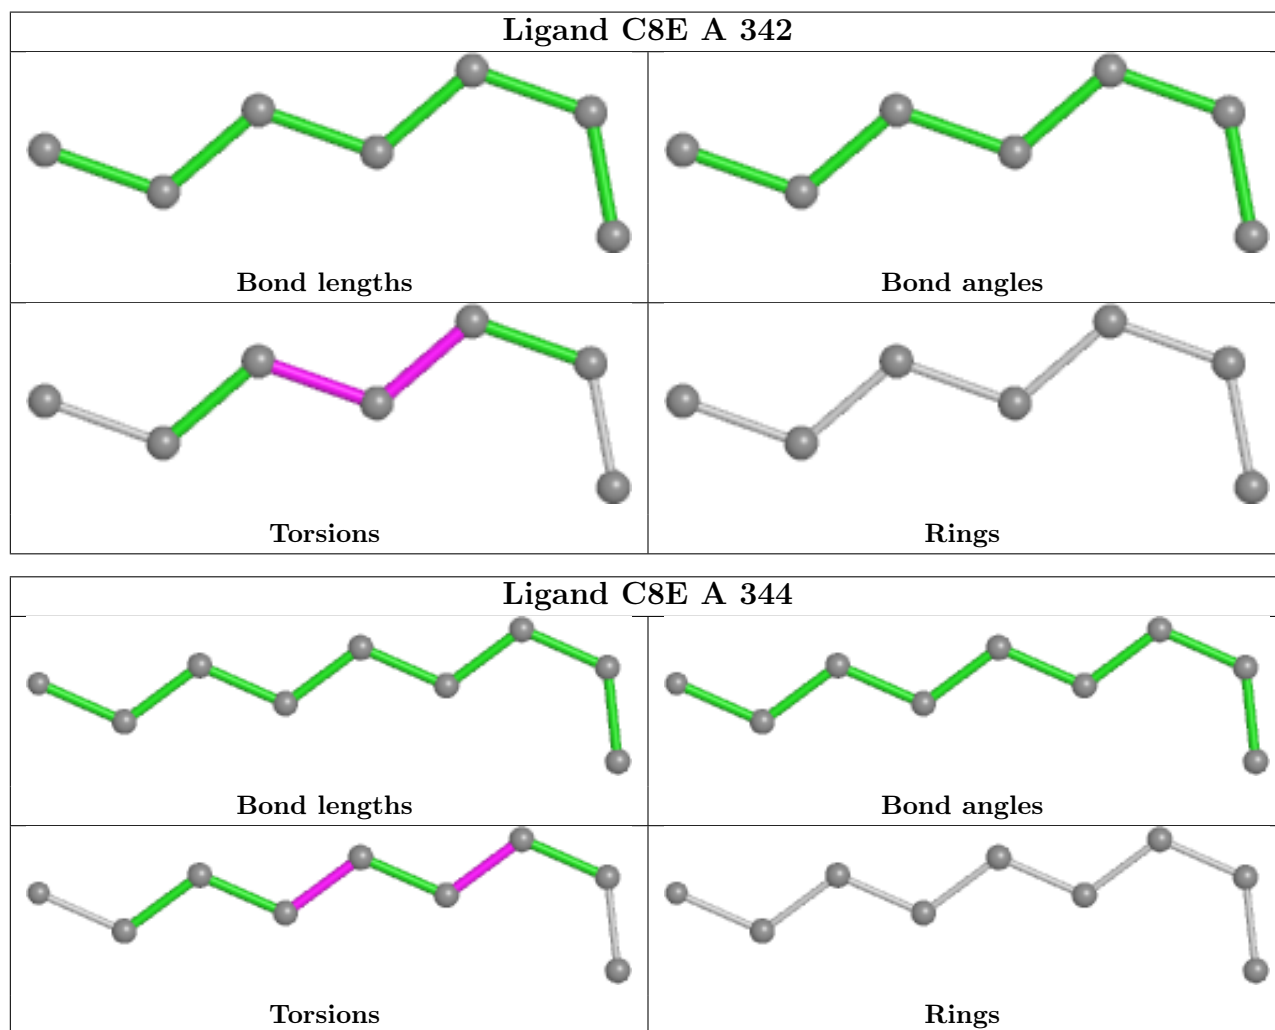 Ligand C8E A 342
Bond lengths
Bond angles
Torsions
Rings
Ligand C8E A 344
Bond lengths
Bond angles
Torsions
Rings